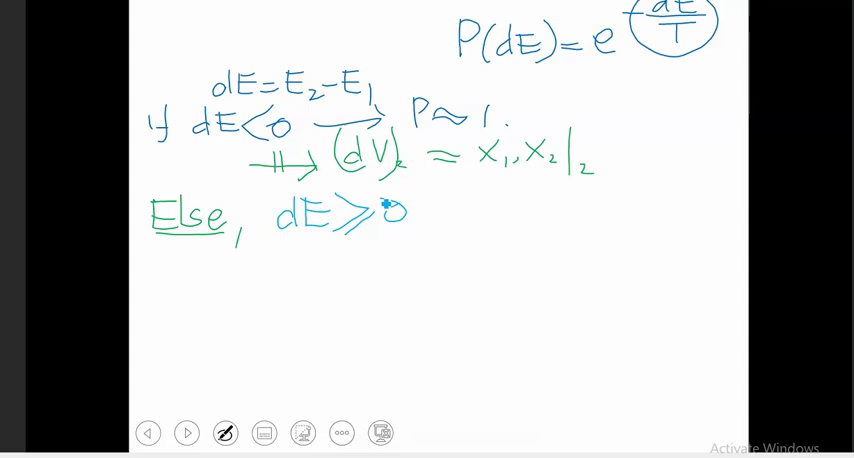 P(dE) = e^{-dE/T}
dE = E₂ - E₁
if dE < 0 → P ≈ 1.
(dV)₂ ≈ x₁, x₂|₂
Else, dE ≥ 0
Activate Windows